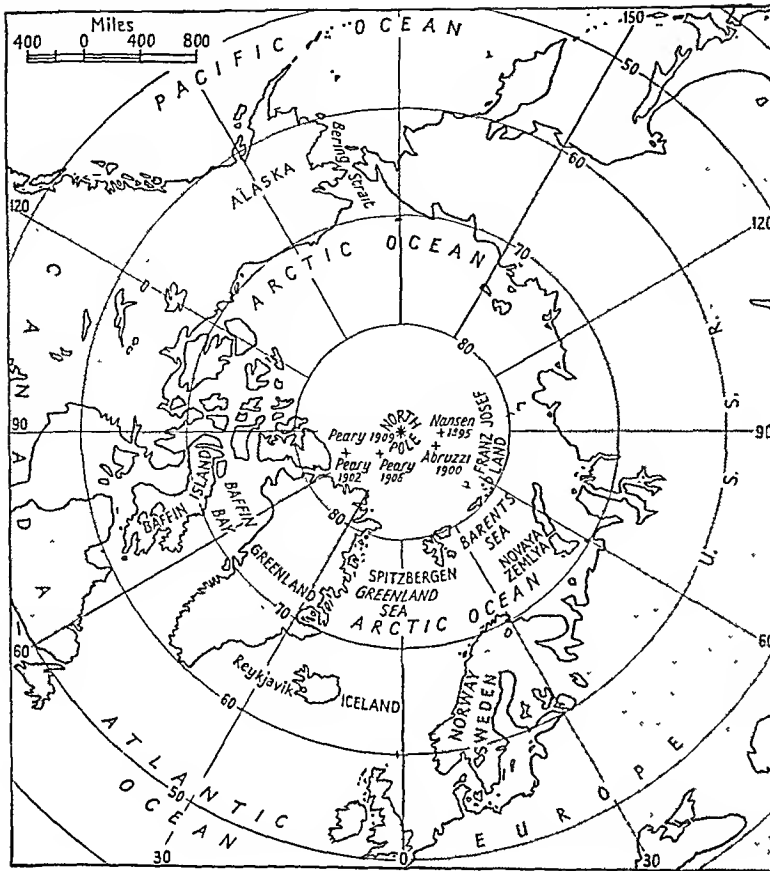 Miles
400 0 400 800
PACIFIC OCEAN
150
50
60
70
80
120
120
ALASKA
Bering Strait
ARCTIC OCEAN
CANADA
90
90
NORTH POLE
Nansen
1895
Peary 1909
Peary
1902
Peary
1906
Abruzzi
1900
FRANZ JOSEF
LAND
U. S. S. R.
BAFFIN
ISLAND
BAFFIN
BAY
80
BARENTS
SEA
NOVAYA
ZEMLYA
GREENLAND
SPITZBERGEN
GREENLAND
SEA
ARCTIC OCEAN
70
60
60
Reykjavik
ICELAND
60
NORWAY
SWEDEN
ATLANTIC
OCEAN
50
EUROPE
30
0
30